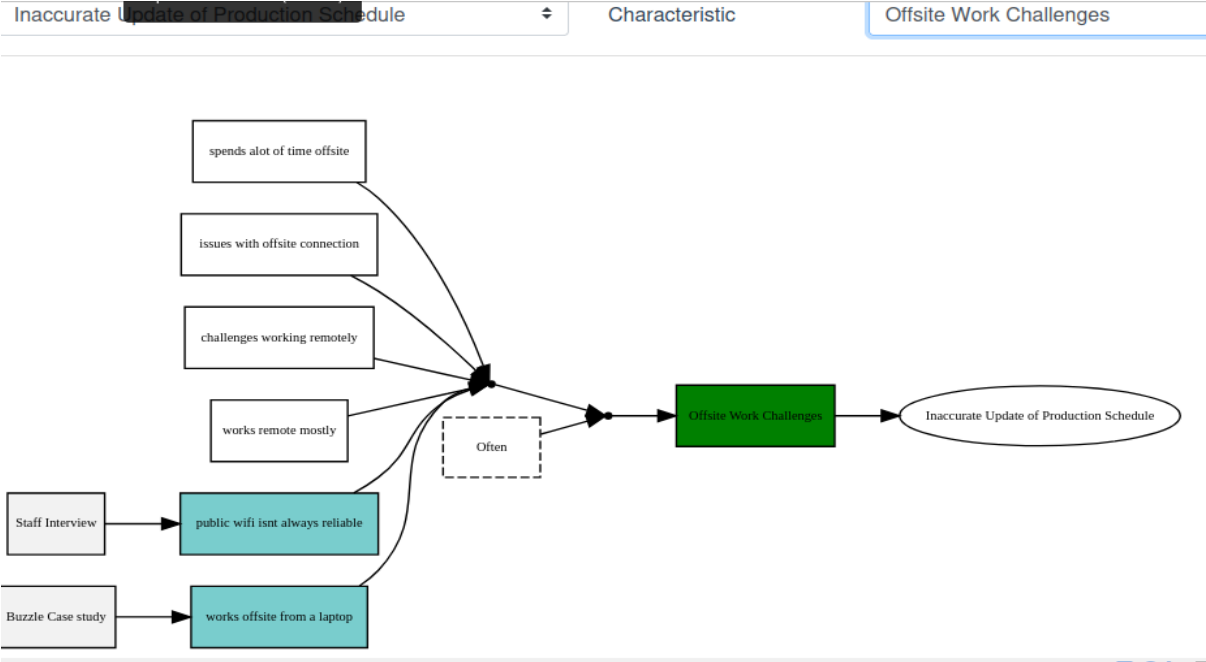 Inaccurate Update of Production Schedule
Characteristic
Offsite Work Challenges
spends alot of time offsite
issues with offsite connection
challenges working remotely
works remote mostly
Often
Offsite Work Challenges
Inaccurate Update of Production Schedule
Staff Interview
public wifi isnt always reliable
Buzzle Case study
works offsite from a laptop